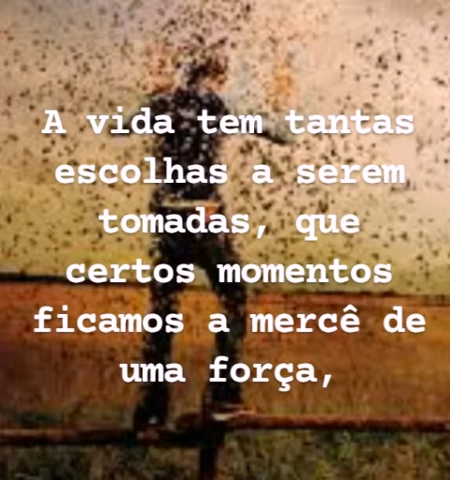 A vida tem tantas
escolhas a serem
tomadas, que
certos momentos
ficamos a mercê de
uma força,